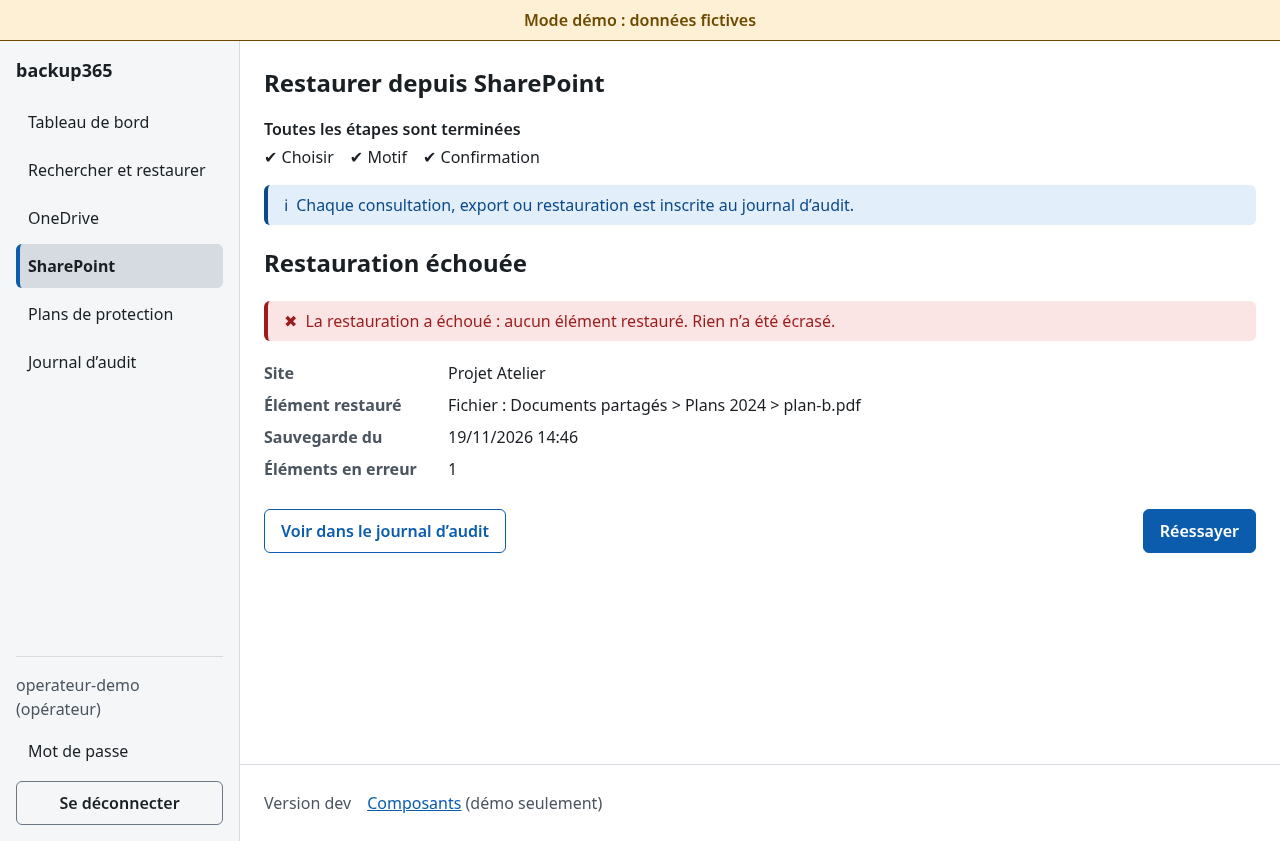 Mode démo : données fictives
backup365
Tableau de bord
Rechercher et restaurer
OneDrive
SharePoint
Plans de protection
Journal d’audit
operateur-demo
(opérateur)
Mot de passe
Se déconnecter
Restaurer depuis SharePoint
Toutes les étapes sont terminées
✔ Choisir ✔ Motif ✔ Confirmation
i Chaque consultation, export ou restauration est inscrite au journal d’audit.
Restauration échouée
✖ La restauration a échoué : aucun élément restauré. Rien n’a été écrasé.
Site Projet Atelier
Élément restauré Fichier : Documents partagés > Plans 2024 > plan-b.pdf
Sauvegarde du 19/11/2026 14:46
Éléments en erreur 1
Voir dans le journal d’audit Réessayer
Version dev Composants (démo seulement)